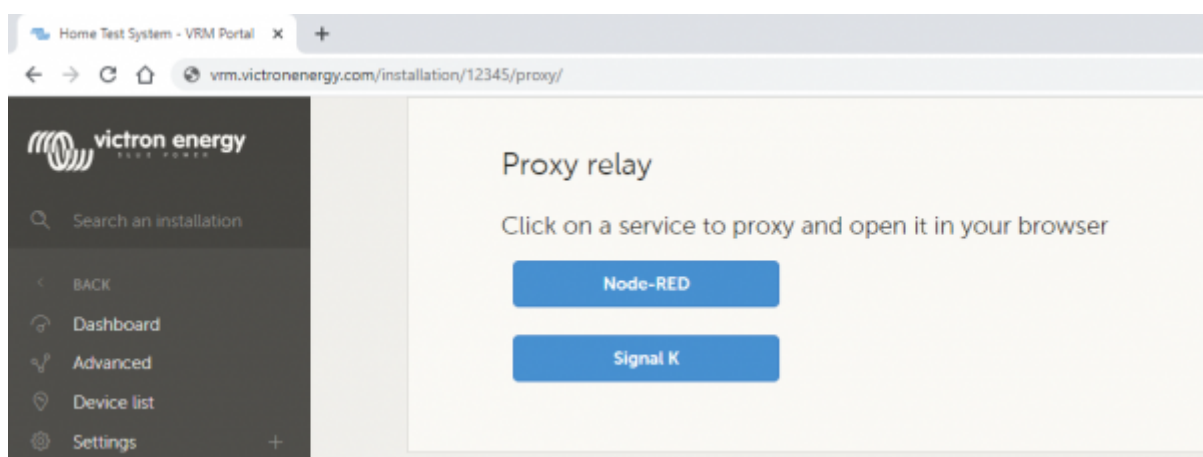 Home Test System - VRM Portal
vrm.victronenergy.com/installation/12345/proxy/
victron energy
BLUE POWER
Search an installation
BACK
Dashboard
Advanced
Device list
Settings
Proxy relay
Click on a service to proxy and open it in your browser
Node-RED
Signal K